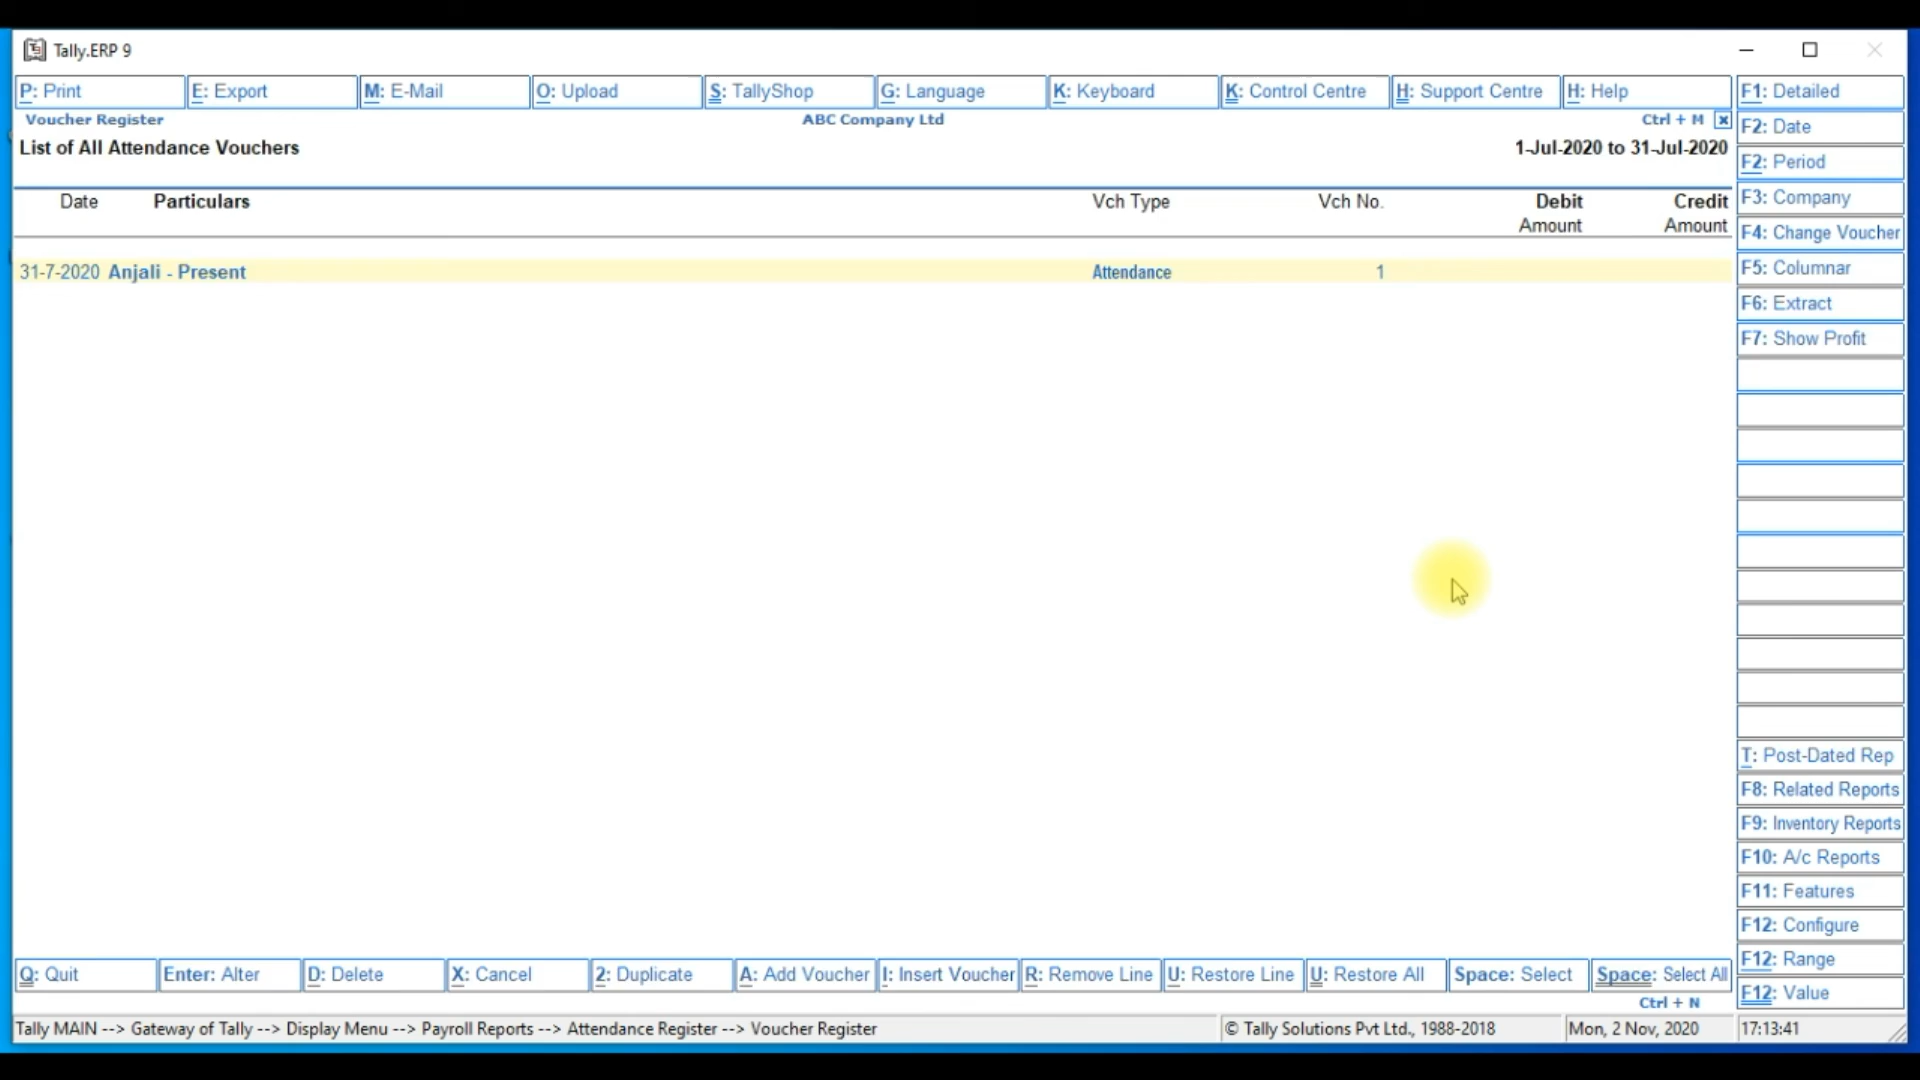 Tally.ERP 9
P: Print E: Export M: E-Mail O: Upload S: TallyShop G: Language K: Keyboard K: Control Centre H: Support Centre H: Help F1: Detailed
Voucher Register ABC Company Ltd Ctrl + M F2: Date
List of All Attendance Vouchers 1-Jul-2020 to 31-Jul-2020 F2: Period
Date Particulars Vch Type Vch No. Debit Credit F3: Company
Amount Amount F4: Change Voucher
31-7-2020 Anjali - Present Attendance 1 F5: Columnar
F6: Extract
F7: Show Profit
T: Post-Dated Rep
F8: Related Reports
F9: Inventory Reports
F10: A/c Reports
F11: Features
F12: Configure
F12: Range
Q: Quit Enter: Alter D: Delete X: Cancel 2: Duplicate A: Add Voucher I: Insert Voucher R: Remove Line U: Restore Line U: Restore All Space: Select Space: Select All F12: Value
Ctrl + N
Tally MAIN --> Gateway of Tally --> Display Menu --> Payroll Reports --> Attendance Register --> Voucher Register © Tally Solutions Pvt Ltd., 1988-2018 Mon, 2 Nov, 2020 17:13:41